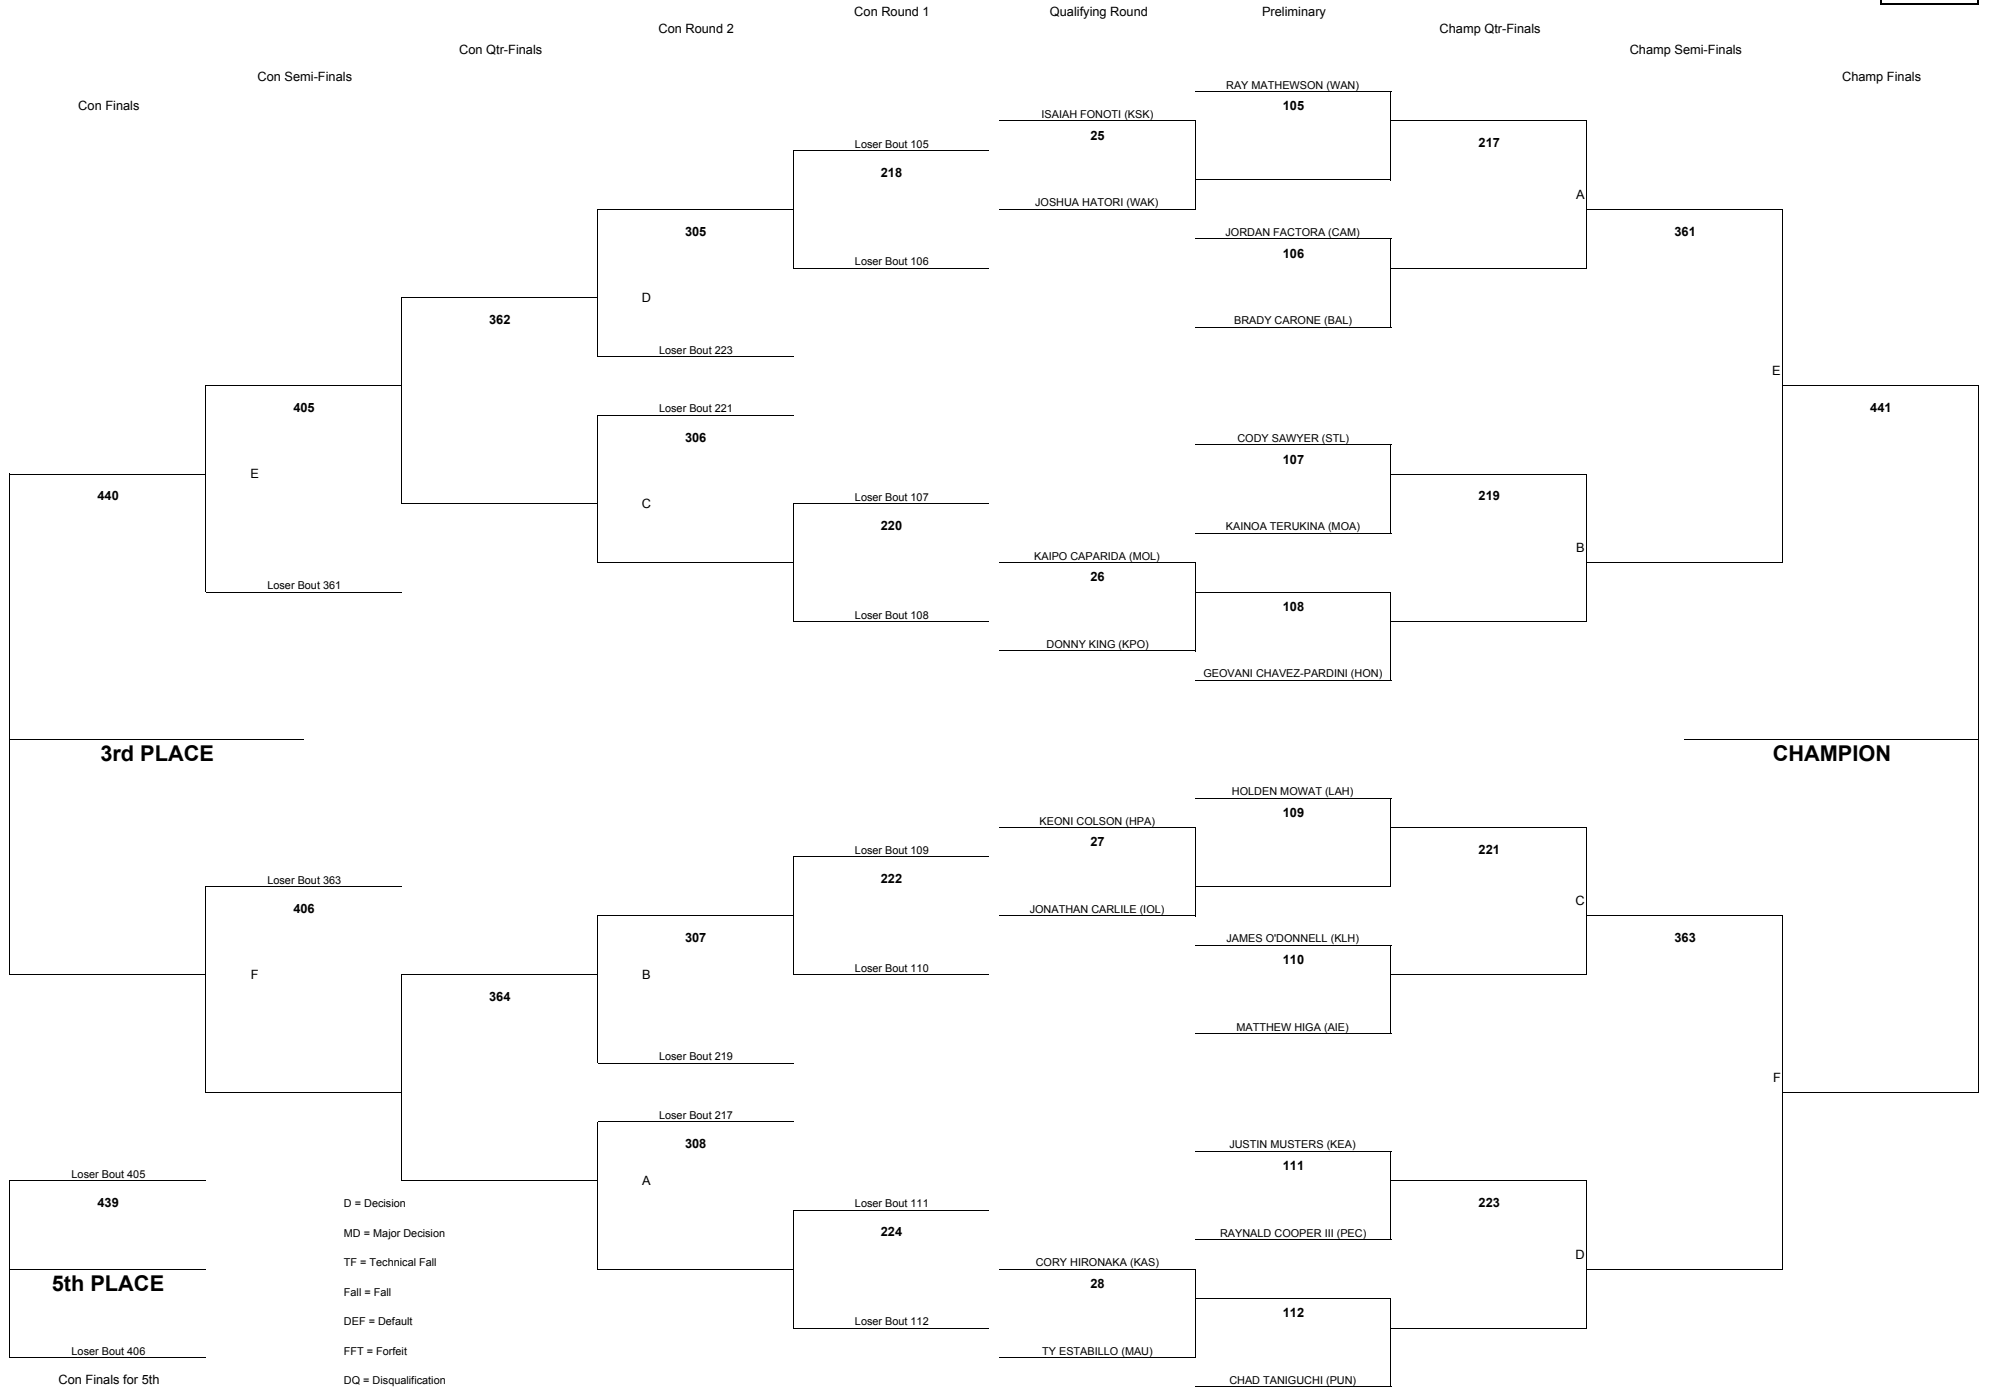 Con Round 1
Qualifying Round
Preliminary
Con Round 2
Champ Qtr-Finals
Con Qtr-Finals
Champ Semi-Finals
Con Semi-Finals
Champ Finals
Con Finals
RAY MATHEWSON (WAN)
105
ISAIAH FONOTI (KSK)
25
Loser Bout 105
217
218
A
JOSHUA HATORI (WAK)
305
JORDAN FACTORA (CAM)
361
106
Loser Bout 106
D
362
BRADY CARONE (BAL)
Loser Bout 223
E
405
Loser Bout 221
441
306
CODY SAWYER (STL)
107
E
440
C
Loser Bout 107
219
220
KAINOA TERUKINA (MOA)
B
KAIPO CAPARIDA (MOL)
26
Loser Bout 361
108
Loser Bout 108
DONNY KING (KPO)
GEOVANI CHAVEZ-PARDINI (HON)
3rd PLACE
CHAMPION
HOLDEN MOWAT (LAH)
109
KEONI COLSON (HPA)
27
Loser Bout 109
221
222
Loser Bout 363
C
406
JONATHAN CARLILE (IOL)
307
JAMES O'DONNELL (KLH)
363
110
Loser Bout 110
F
B
364
MATTHEW HIGA (AIE)
Loser Bout 219
F
Loser Bout 217
308
JUSTIN MUSTERS (KEA)
111
Loser Bout 405
A
439
D = Decision
Loser Bout 111
223
MD = Major Decision
224
RAYNALD COOPER III (PEC)
D
TF = Technical Fall
CORY HIRONAKA (KAS)
5th PLACE
28
Fall = Fall
112
DEF = Default
Loser Bout 112
Loser Bout 406
FFT = Forfeit
TY ESTABILLO (MAU)
Con Finals for 5th
DQ = Disqualification
CHAD TANIGUCHI (PUN)